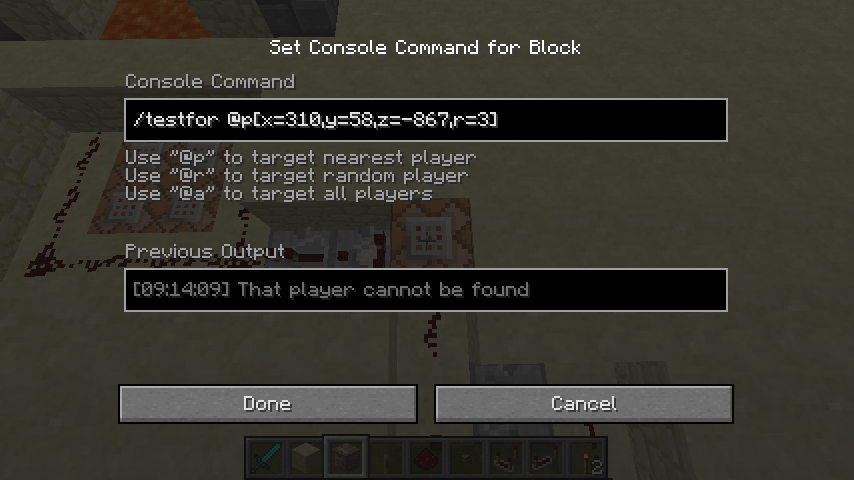 Set Console Command for Block
Console Command
/testfor @p[x=310,y=58,z=-867,r=3]
Use "@p" to target nearest player
Use "@r" to target random player
Use "@a" to target all players
Previous Output
[09:14:09] That player cannot be found
Done
Cancel
2